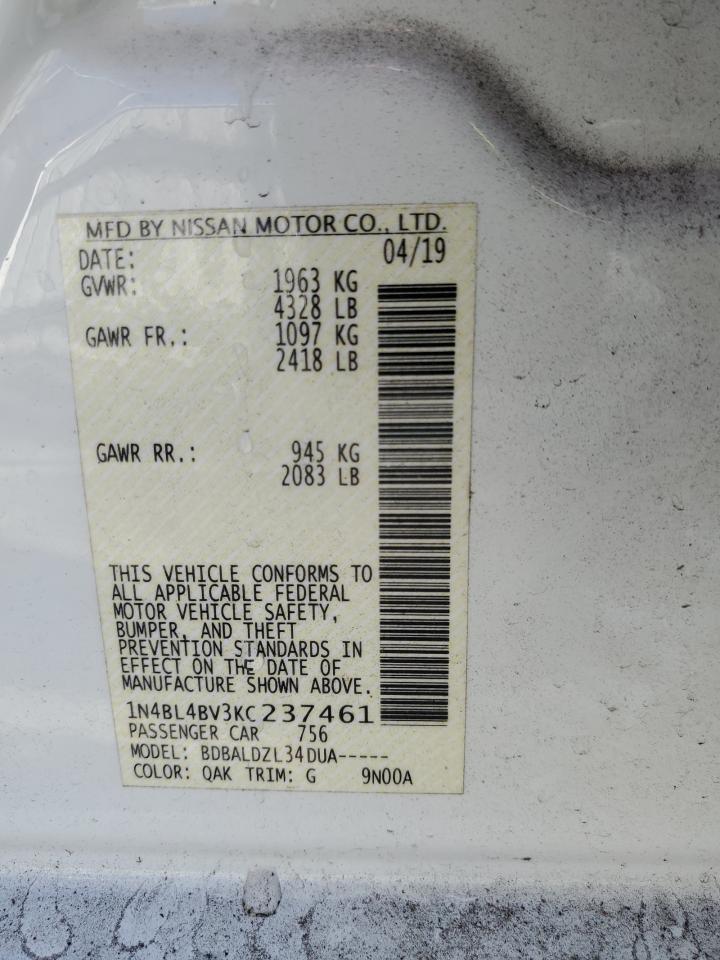 MFD BY NISSAN MOTOR CO., LTD.
DATE: 04/19
GVWR: 1963 KG
4328 LB
GAWR FR.: 1097 KG
2418 LB
GAWR RR.: 945 KG
2083 LB
THIS VEHICLE CONFORMS TO
ALL APPLICABLE FEDERAL
MOTOR VEHICLE SAFETY,
BUMPER, AND THEFT
PREVENTION STANDARDS IN
EFFECT ON THE DATE OF
MANUFACTURE SHOWN ABOVE.
1N4BL4BV3KC237461
PASSENGER CAR 756
MODEL: BDBALDZL34DUA-----
COLOR: QAK TRIM: G 9N00A